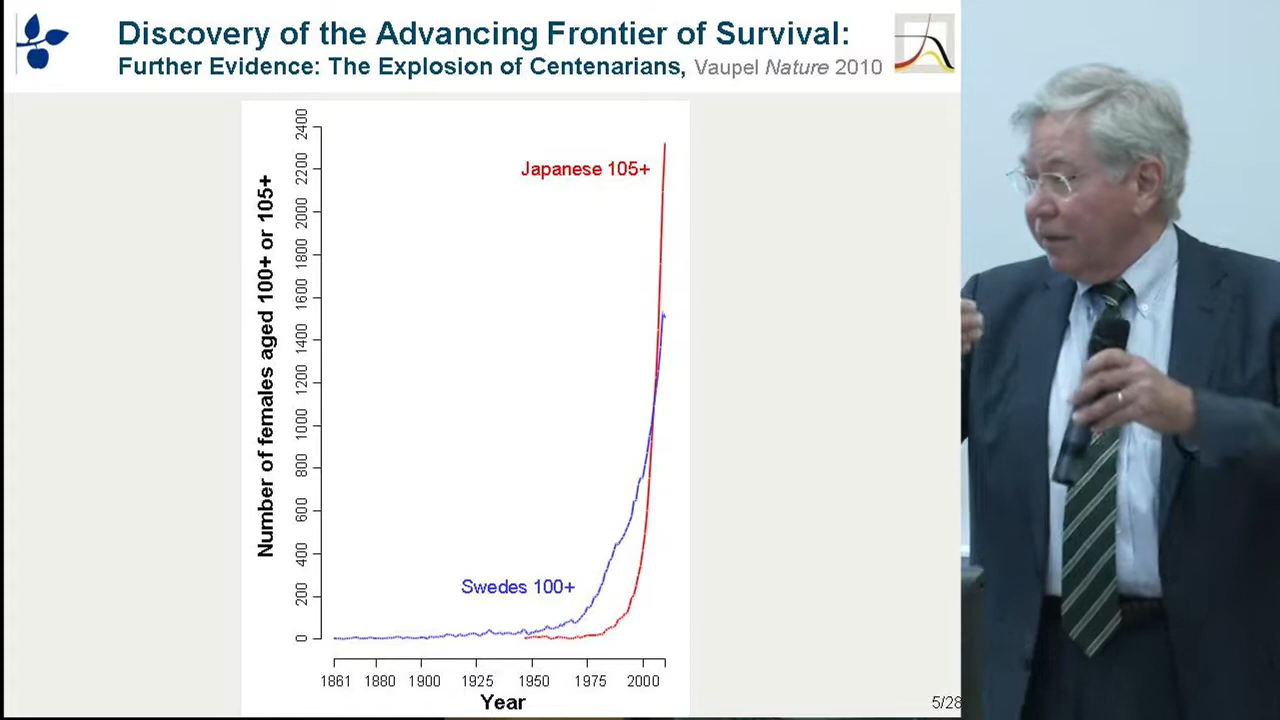 Discovery of the Advancing Frontier of Survival:
Further Evidence: The Explosion of Centenarians, Vaupel Nature 2010
Number of females aged 100+ or 105+
2400
2200
2000
1800
1600
1400
1200
1000
800
600
400
200
0
Japanese 105+
Swedes 100+
1861 1880 1900 1925 1950 1975 2000
Year
5/28